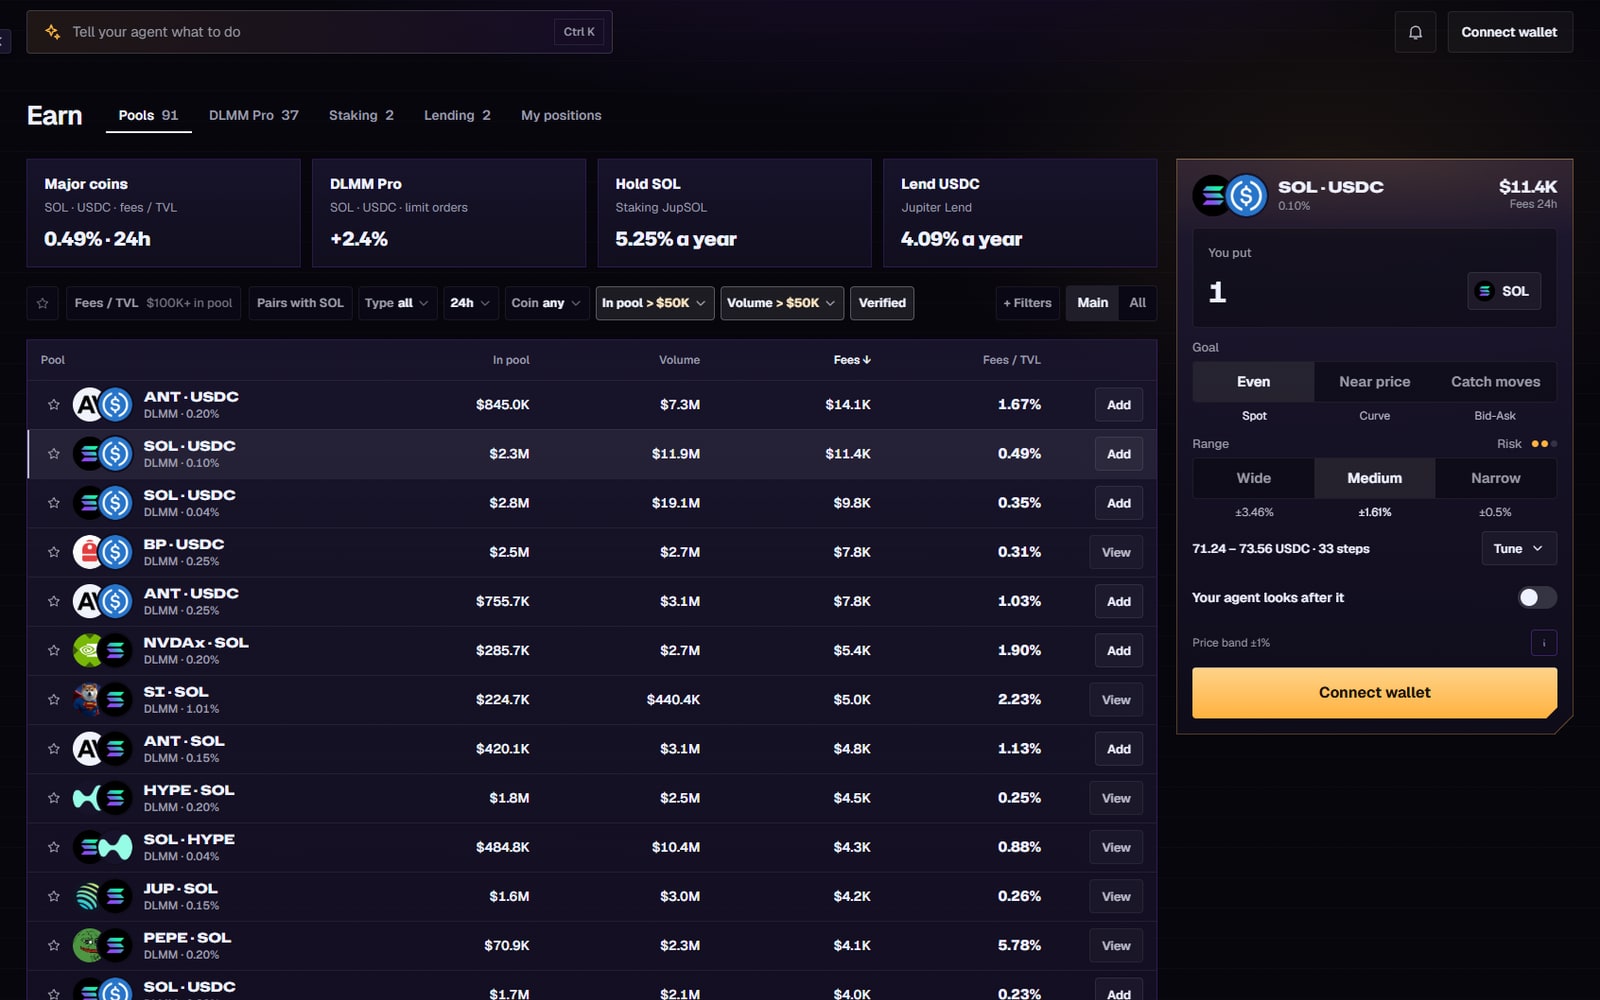 Tell your agent what to do
Ctrl K
Connect wallet
Earn
Pools 91
DLMM Pro 37
Staking 2
Lending 2
My positions
Major coins
SOL · USDC · fees / TVL
0.49% · 24h
DLMM Pro
SOL · USDC · limit orders
+2.4%
Hold SOL
Staking JupSOL
5.25% a year
Lend USDC
Jupiter Lend
4.09% a year
Fees / TVL $100K+ in pool
Pairs with SOL
Type all
24h
Coin any
In pool > $50K
Volume > $50K
Verified
+ Filters
Main
All
Pool In pool Volume Fees ↓ Fees / TVL
ANT · USDC
DLMM · 0.20%
$845.0K $7.3M $14.1K 1.67% Add
SOL · USDC
DLMM · 0.10%
$2.3M $11.9M $11.4K 0.49% Add
SOL · USDC
DLMM · 0.04%
$2.8M $19.1M $9.8K 0.35% Add
BP · USDC
DLMM · 0.25%
$2.5M $2.7M $7.8K 0.31% View
ANT · USDC
DLMM · 0.25%
$755.7K $3.1M $7.8K 1.03% Add
NVDAx · SOL
DLMM · 0.20%
$285.7K $2.7M $5.4K 1.90% Add
SI · SOL
DLMM · 1.01%
$224.7K $440.4K $5.0K 2.23% View
ANT · SOL
DLMM · 0.15%
$420.1K $3.1M $4.8K 1.13% Add
HYPE · SOL
DLMM · 0.20%
$1.8M $2.5M $4.5K 0.25% View
SOL · HYPE
DLMM · 0.04%
$484.8K $10.4M $4.3K 0.88% View
JUP · SOL
DLMM · 0.15%
$1.6M $3.0M $4.2K 0.26% View
PEPE · SOL
DLMM · 0.20%
$70.9K $2.3M $4.1K 5.78% View
SOL · USDC
$1.7M $2.1M $4.0K 0.23% Add
SOL · USDC
0.10%
$11.4K
Fees 24h
You put
1
SOL
Goal
Even Near price Catch moves
Spot Curve Bid-Ask
Range Risk
Wide Medium Narrow
±3.46% ±1.61% ±0.5%
71.24 – 73.56 USDC · 33 steps
Tune
Your agent looks after it
Price band ±1%
i
Connect wallet